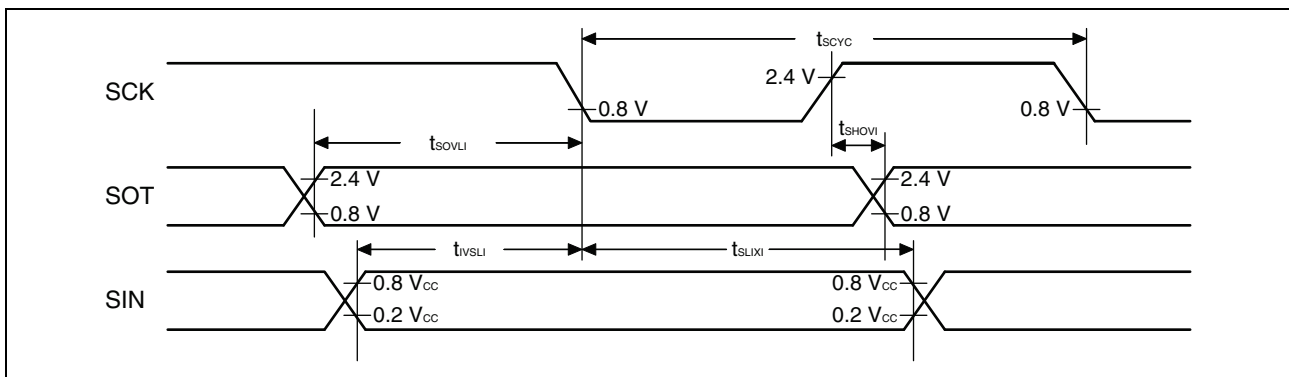 tSCYC
SCK
2.4 V
0.8 V
0.8 V
tSHOVI
tSOVLI
SOT
2.4 V
2.4 V
0.8 V
0.8 V
tIVSLI
tSLIXI
SIN
0.8 VCC
0.8 VCC
0.2 VCC
0.2 VCC